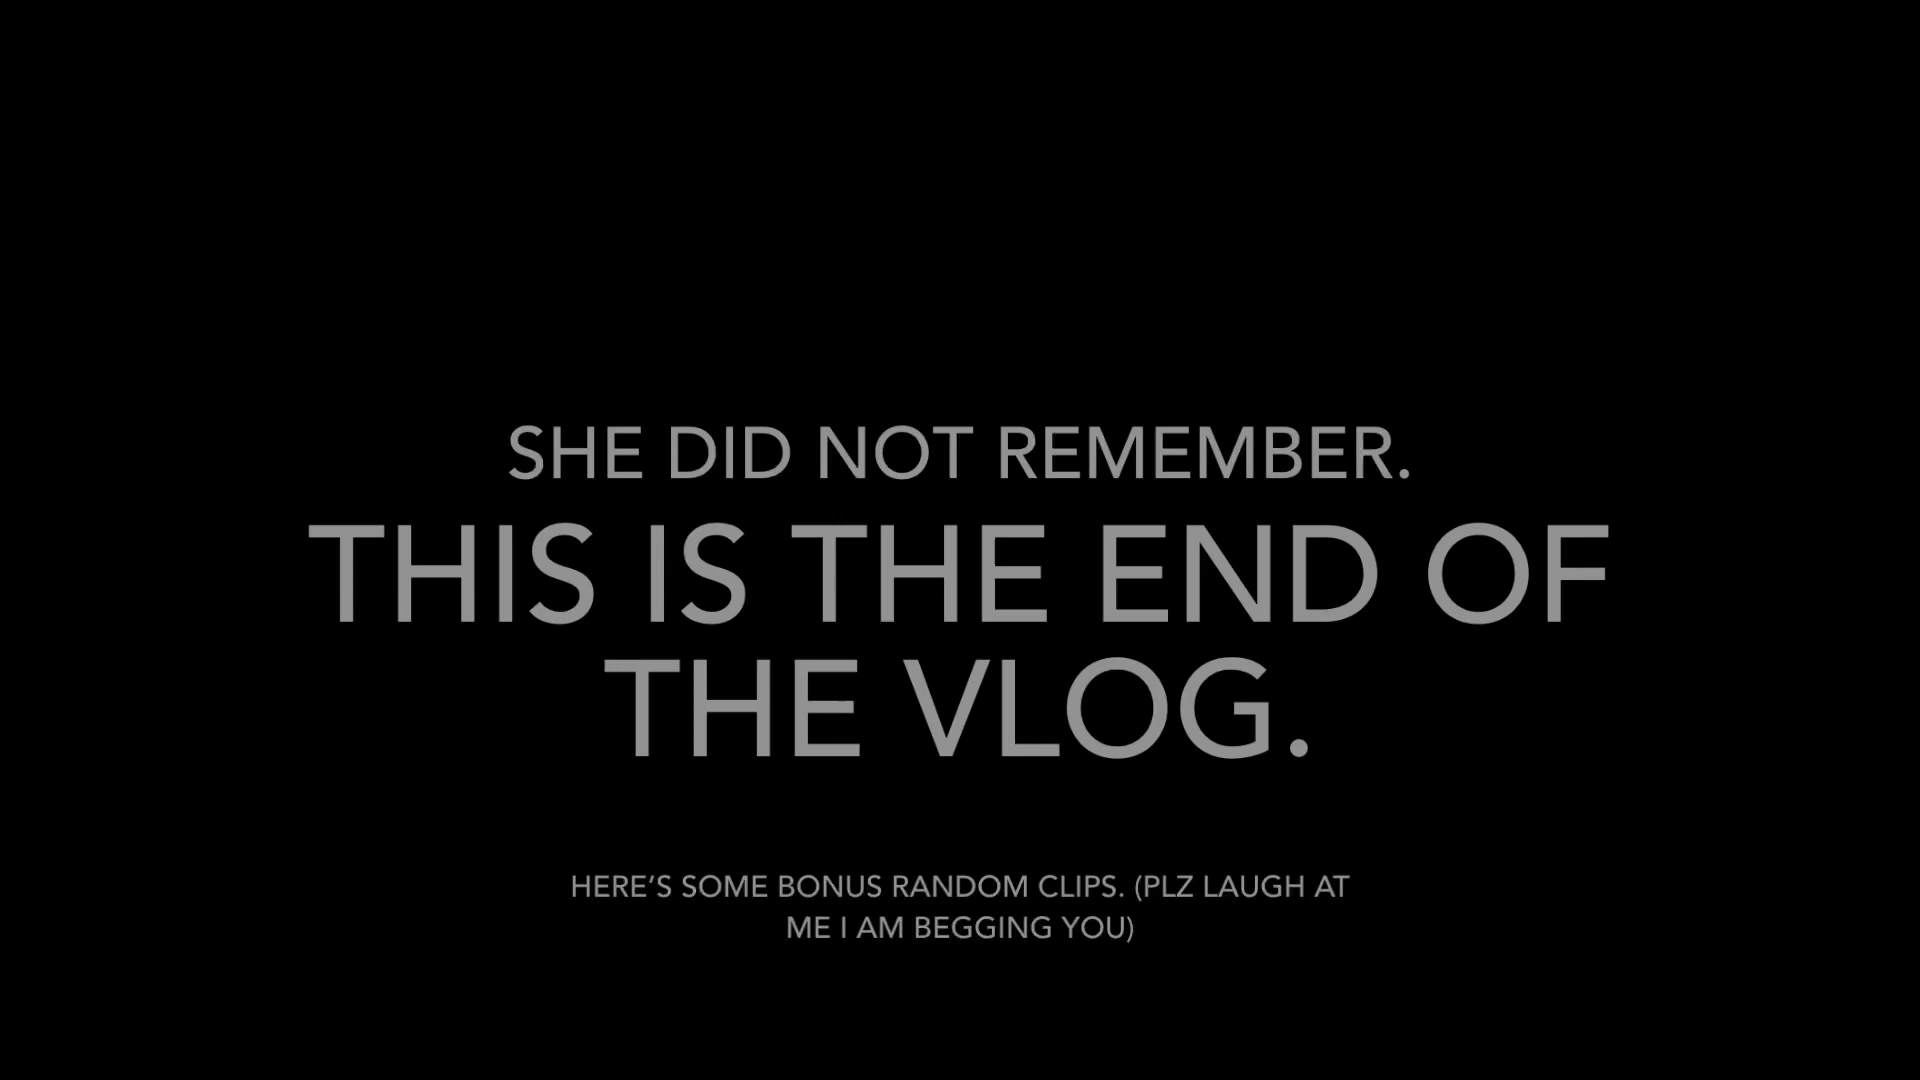 SHE DID NOT REMEMBER.
THIS IS THE END OF
THE VLOG.
HERE’S SOME BONUS RANDOM CLIPS. (PLZ LAUGH AT
ME I AM BEGGING YOU)